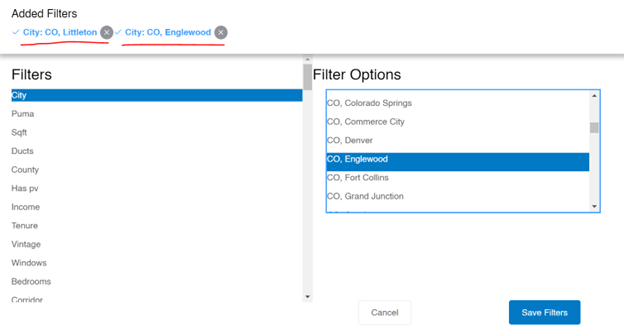 Added Filters
City: CO, Littleton City: CO, Englewood
Filters
City
Puma
Sqft
Ducts
County
Has pv
Income
Tenure
Vintage
Windows
Bedrooms
Corridor
Filter Options
CO, Colorado Springs
CO, Commerce City
CO, Denver
CO, Englewood
CO, Fort Collins
CO, Grand Junction
Cancel
Save Filters